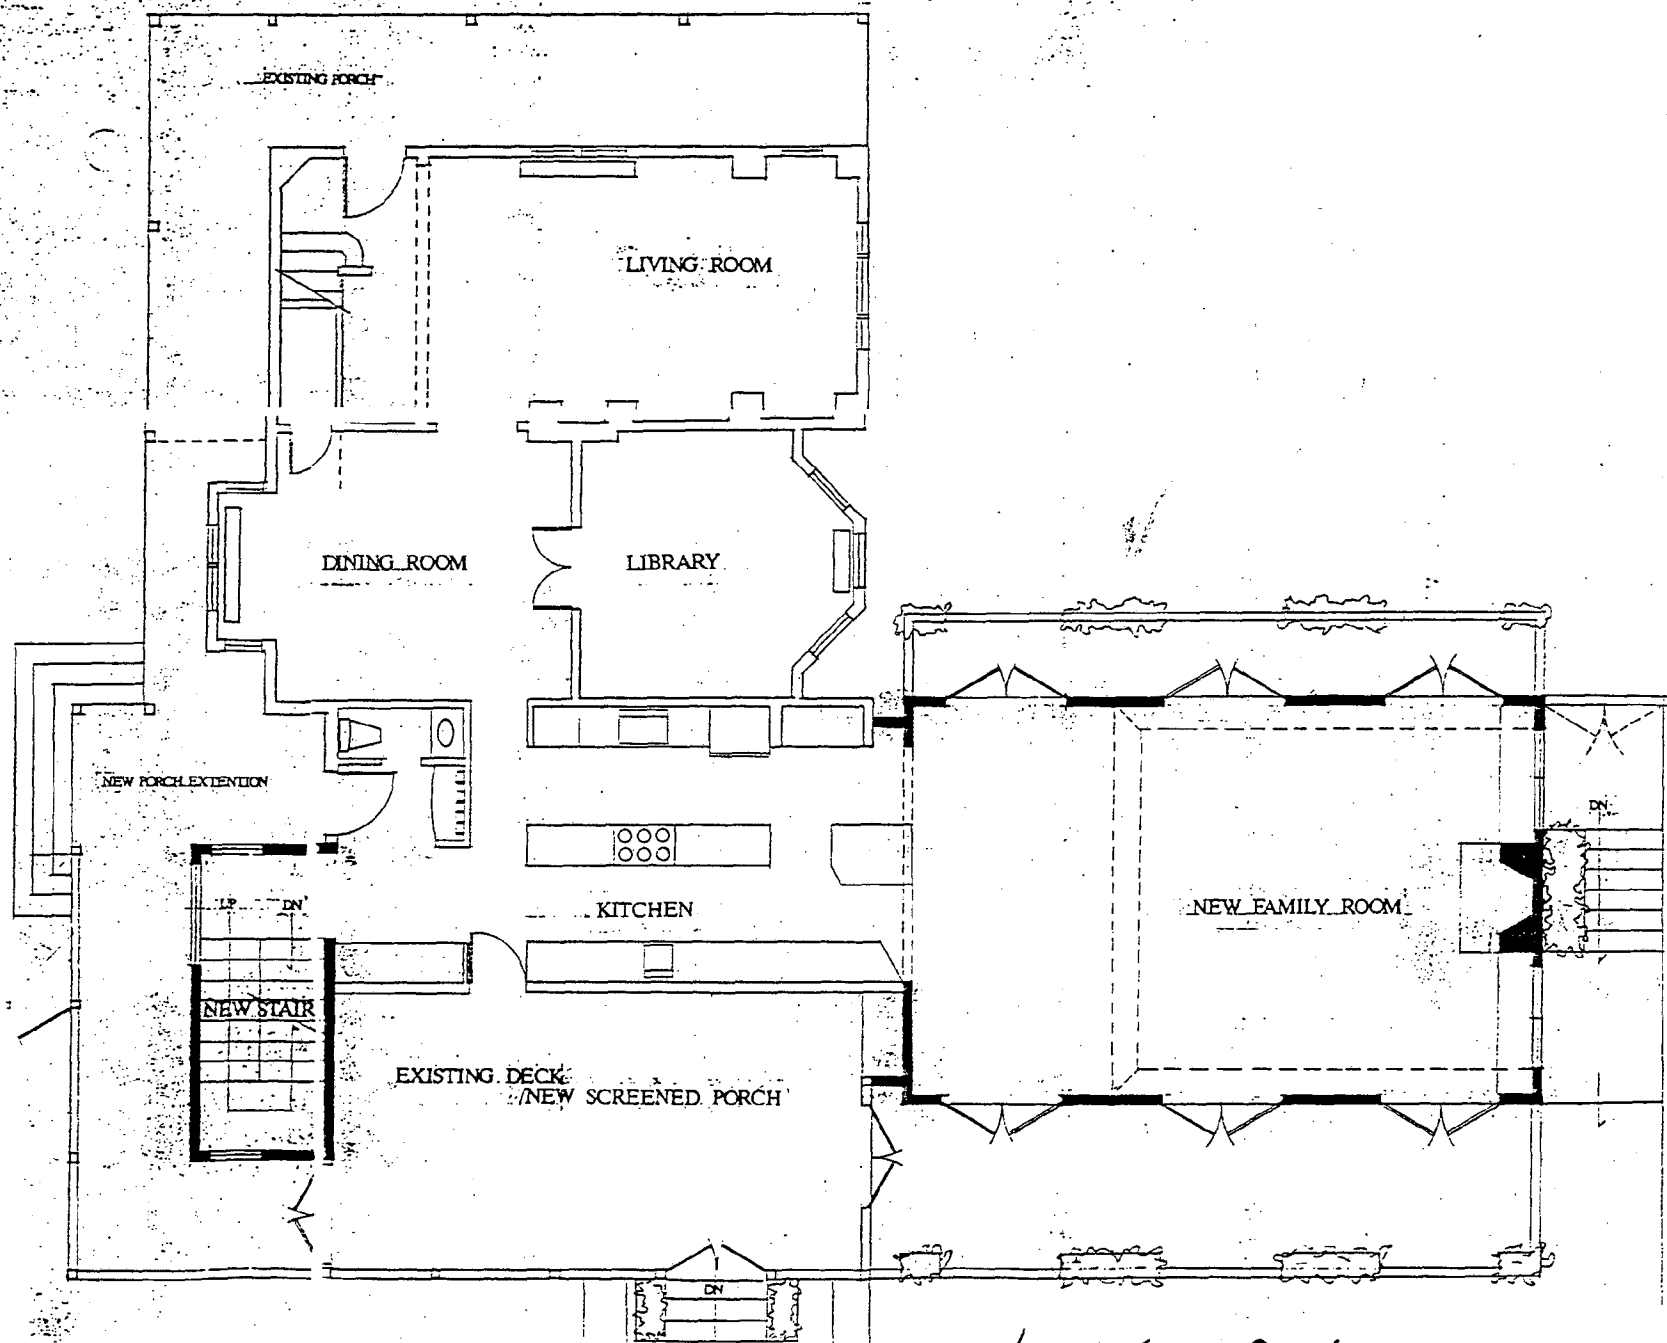 EXISTING PORCH
LIVING ROOM
DINING ROOM
LIBRARY
NEW PORCH EXTENTION
DN
UP
DN
KITCHEN
NEW FAMILY ROOM
NEW STAIR
EXISTING DECK
/NEW SCREENED PORCH
DN